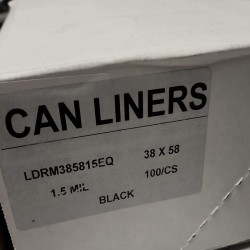 CAN LINERS
LDRM385815EQ 38 X 58
1.5 MIL 100/CS
BLACK